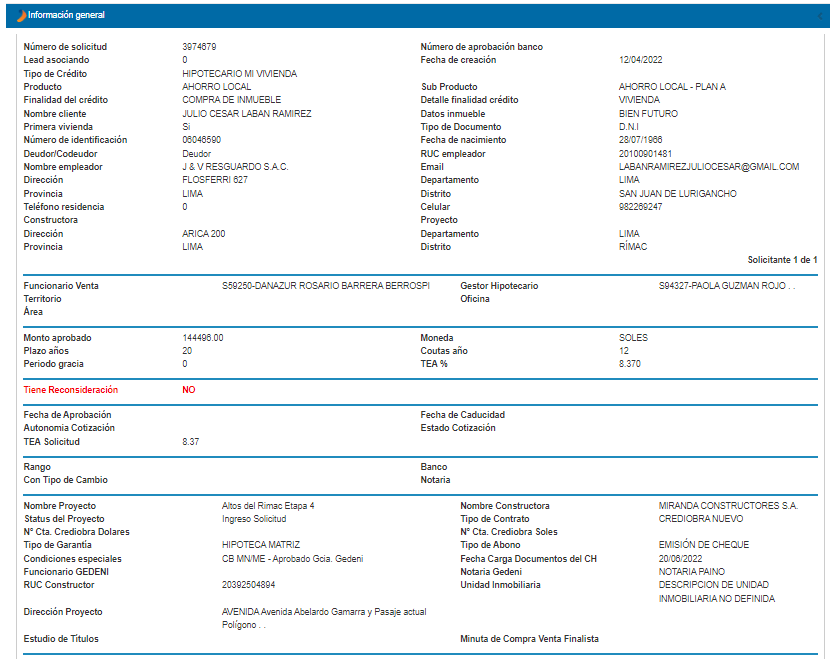 Información general
Número de solicitud 3974679 Número de aprobación banco
Lead asociando 0 Fecha de creación 12/04/2022
Tipo de Crédito HIPOTECARIO MI VIVIENDA
Producto AHORRO LOCAL Sub Producto AHORRO LOCAL - PLAN A
Finalidad del crédito COMPRA DE INMUEBLE Detalle finalidad crédito VIVIENDA
Nombre cliente JULIO CESAR LABAN RAMIREZ Datos inmueble BIEN FUTURO
Primera vivienda Si Tipo de Documento D.N.I
Número de identificación 06046590 Fecha de nacimiento 28/07/1966
Deudor/Codeudor Deudor RUC empleador 20100901481
Nombre empleador J & V RESGUARDO S.A.C. Email LABANRAMIREZJULIOCESAR@GMAIL.COM
Dirección FLOSFERRI 627 Departamento LIMA
Provincia LIMA Distrito SAN JUAN DE LURIGANCHO
Teléfono residencia 0 Celular 982269247
Constructora Proyecto
Dirección ARICA 200 Departamento LIMA
Provincia LIMA Distrito RÍMAC
Solicitante 1 de 1
Funcionario Venta S59250-DANAZUR ROSARIO BARRERA BERROSPI Gestor Hipotecario S94327-PAOLA GUZMAN ROJO . .
Territorio Oficina
Área
Monto aprobado 144496.00 Moneda SOLES
Plazo años 20 Coutas año 12
Periodo gracia 0 TEA % 8.370
Tiene Reconsideración NO
Fecha de Aprobación Fecha de Caducidad
Autonomia Cotización Estado Cotización
TEA Solicitud 8.37
Rango Banco
Con Tipo de Cambio Notaria
Nombre Proyecto Altos del Rimac Etapa 4 Nombre Constructora MIRANDA CONSTRUCTORES S.A.
Status del Proyecto Ingreso Solicitud Tipo de Contrato CREDIOBRA NUEVO
N° Cta. Crediobra Dolares N° Cta. Crediobra Soles
Tipo de Garantía HIPOTECA MATRIZ Tipo de Abono EMISIÓN DE CHEQUE
Condiciones especiales CB MN/ME - Aprobado Gcia. Gedeni Fecha Carga Documentos del CH 20/06/2022
Funcionario GEDENI Notaria Gedeni NOTARIA PAINO
RUC Constructor 20392504894 Unidad Inmobiliaria DESCRIPCION DE UNIDAD
INMOBILIARIA NO DEFINIDA
Dirección Proyecto AVENIDA Avenida Abelardo Gamarra y Pasaje actual
Polígono . .
Estudio de Títulos Minuta de Compra Venta Finalista